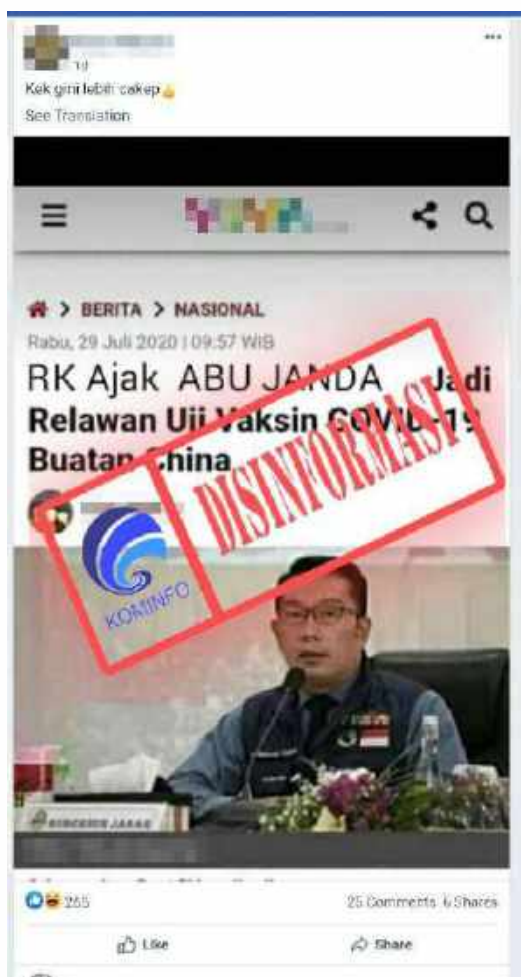 1d
Kek gini lebih cakep
See Translation
BERITA > NASIONAL
Rabu, 29 Juli 2020 | 09:57 WIB
RK Ajak ABU JANDA Jadi
Relawan Uji Vaksin COVID-19
Buatan China
DISINFORMASI
KOMINFO
265
25 Comments 6 Shares
Like
Share